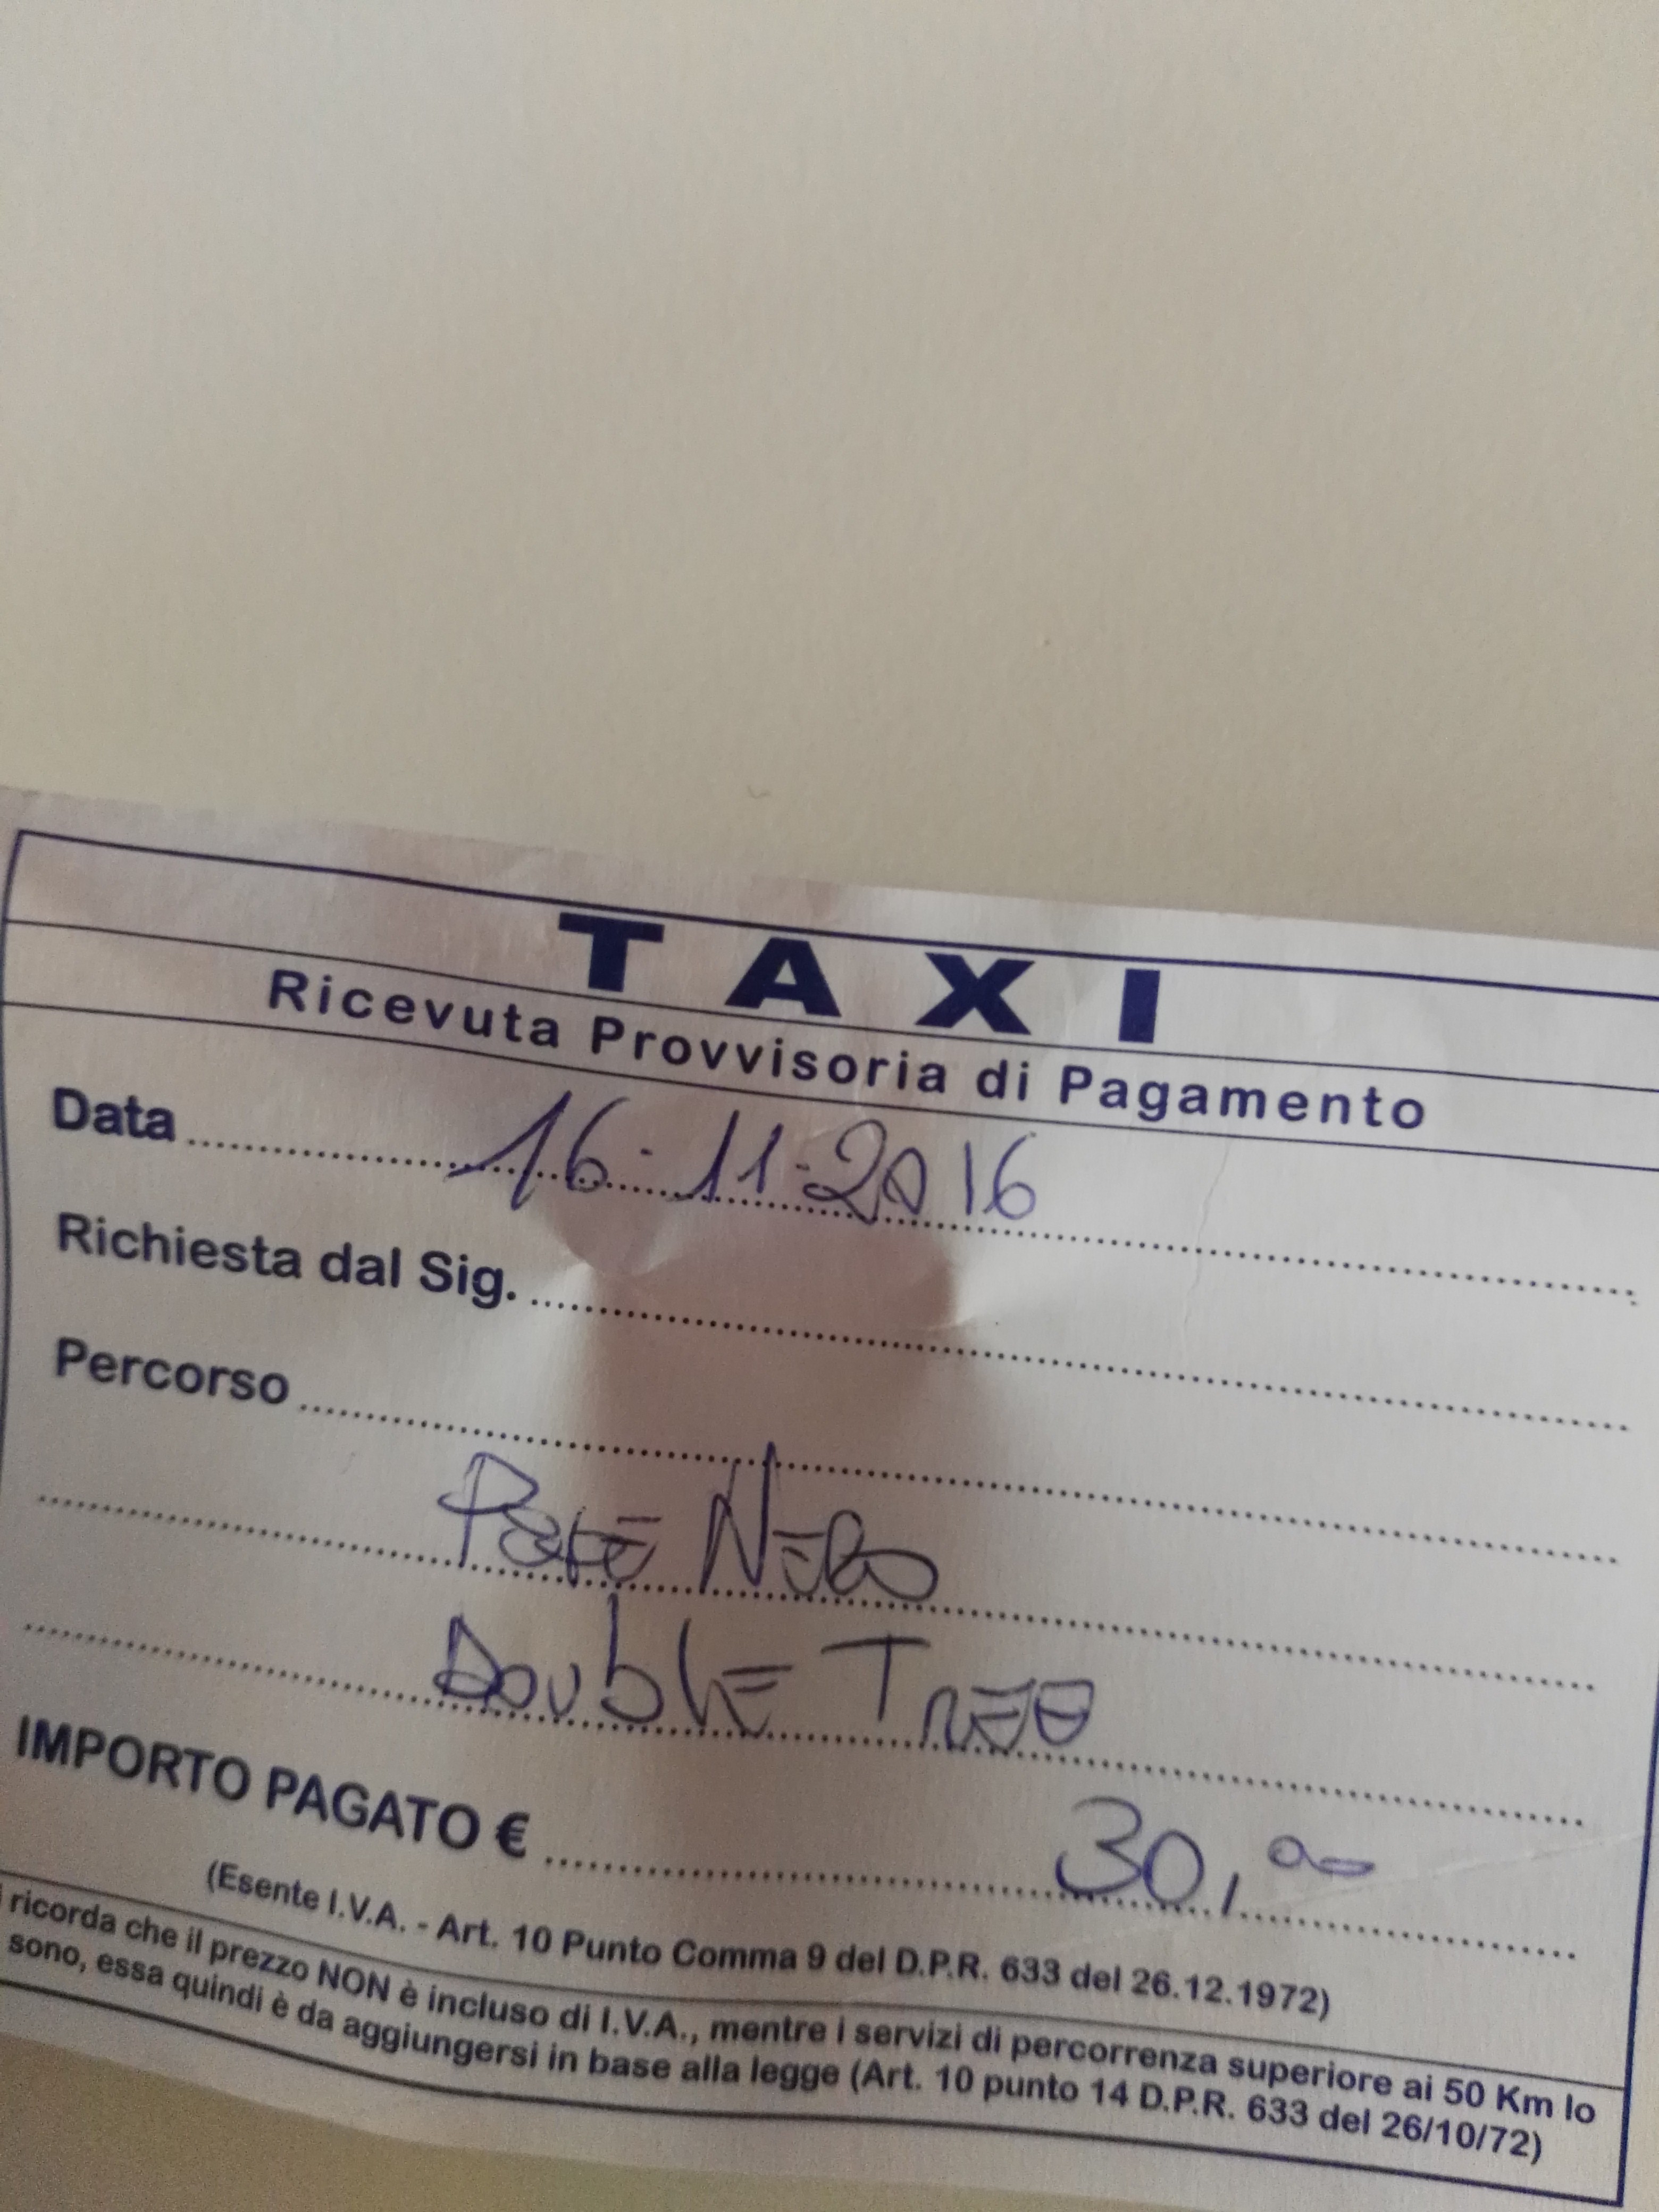 TAXI
Ricevuta Provvisoria di Pagamento
Data 16-11-2016
Richiesta dal Sig.
Percorso
Double Tree
IMPORTO PAGATO € 30,00
(Esente I.V.A. - Art. 10 Punto Comma 9 del D.P.R. 633 del 26.12.1972)
ricorda che il prezzo NON è incluso di I.V.A., mentre i servizi di percorrenza superiore ai 50 Km lo
sono, essa quindi è da aggiungersi in base alla legge (Art. 10 punto 14 D.P.R. 633 del 26/10/72)